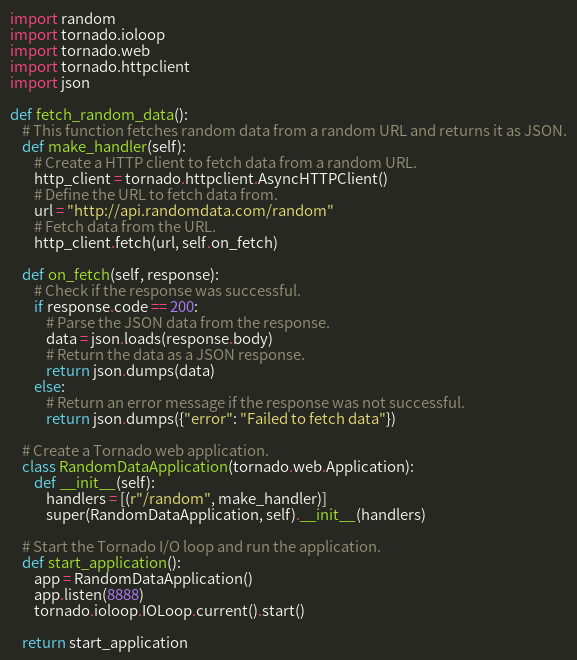 import random
import tornado.ioloop
import tornado.web
import tornado.httpclient
import json

def fetch_random_data():
    # This function fetches random data from a random URL and returns it as JSON.
    def make_handler(self):
        # Create a HTTP client to fetch data from a random URL.
        http_client = tornado.httpclient.AsyncHTTPClient()
        # Define the URL to fetch data from.
        url = "http://api.randomdata.com/random"
        # Fetch data from the URL.
        http_client.fetch(url, self.on_fetch)

    def on_fetch(self, response):
        # Check if the response was successful.
        if response.code == 200:
            # Parse the JSON data from the response.
            data = json.loads(response.body)
            # Return the data as a JSON response.
            return json.dumps(data)
        else:
            # Return an error message if the response was not successful.
            return json.dumps({"error": "Failed to fetch data"})

    # Create a Tornado web application.
    class RandomDataApplication(tornado.web.Application):
        def __init__(self):
            handlers = [(r"/random", make_handler)]
            super(RandomDataApplication, self).__init__(handlers)

    # Start the Tornado I/O loop and run the application.
    def start_application():
        app = RandomDataApplication()
        app.listen(8888)
        tornado.ioloop.IOLoop.current().start()

    return start_application